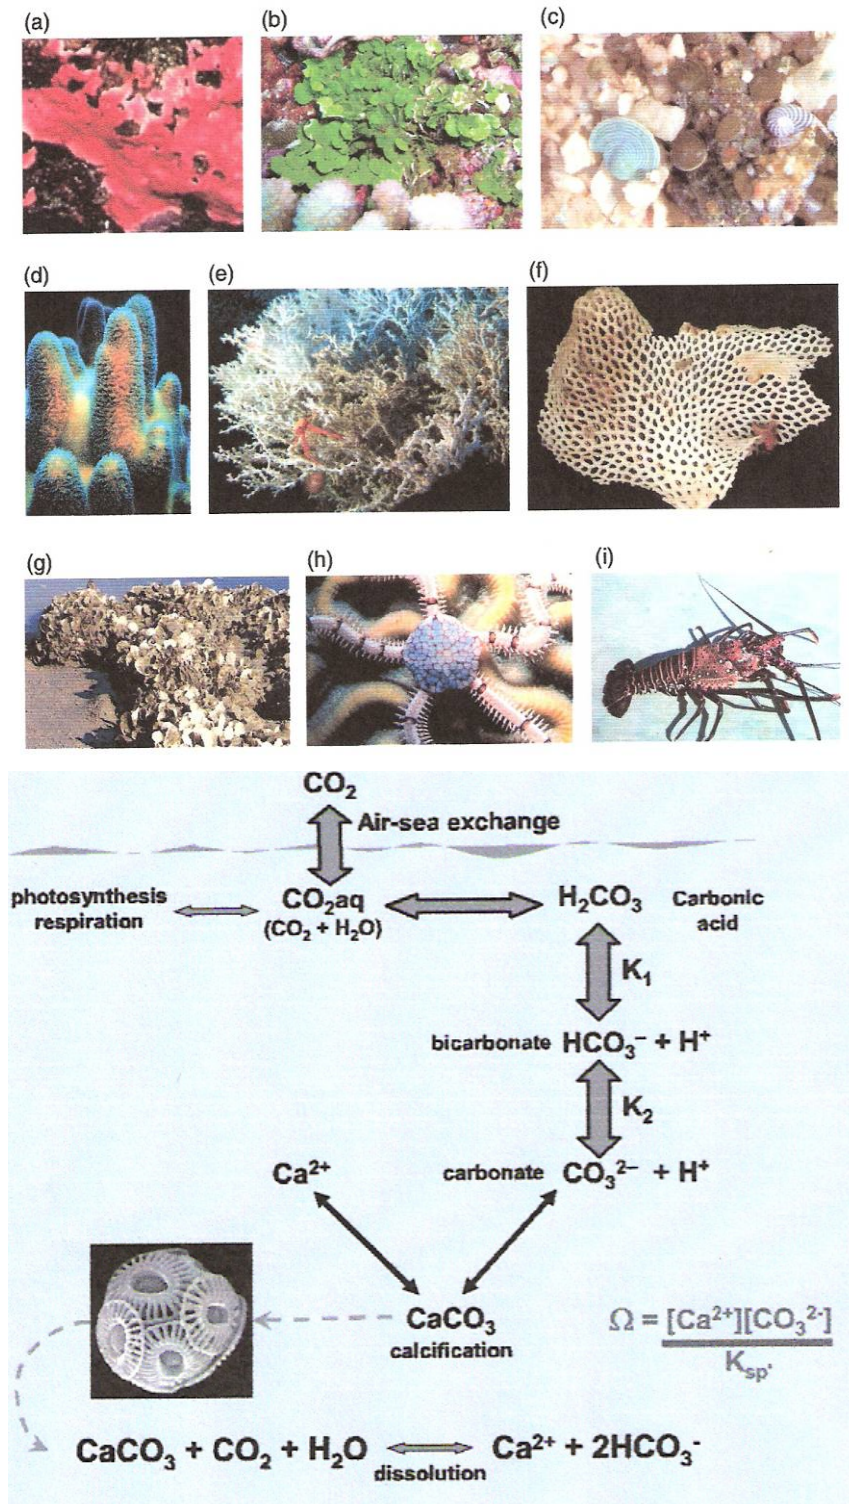 (a)
(b)
(c)
(d)
(e)
(f)
(g)
(h)
(i)
CO₂
Air-sea exchange
photosynthesis
respiration
CO₂aq
(CO₂ + H₂O)
H₂CO₃
Carbonic
acid
K₁
bicarbonate HCO₃⁻ + H⁺
K₂
Ca²⁺
carbonate CO₃²⁻ + H⁺
CaCO₃
calcification
Ω = [Ca²⁺][CO₃²⁻]
Ksp'
CaCO₃ + CO₂ + H₂O
dissolution
Ca²⁺ + 2HCO₃⁻